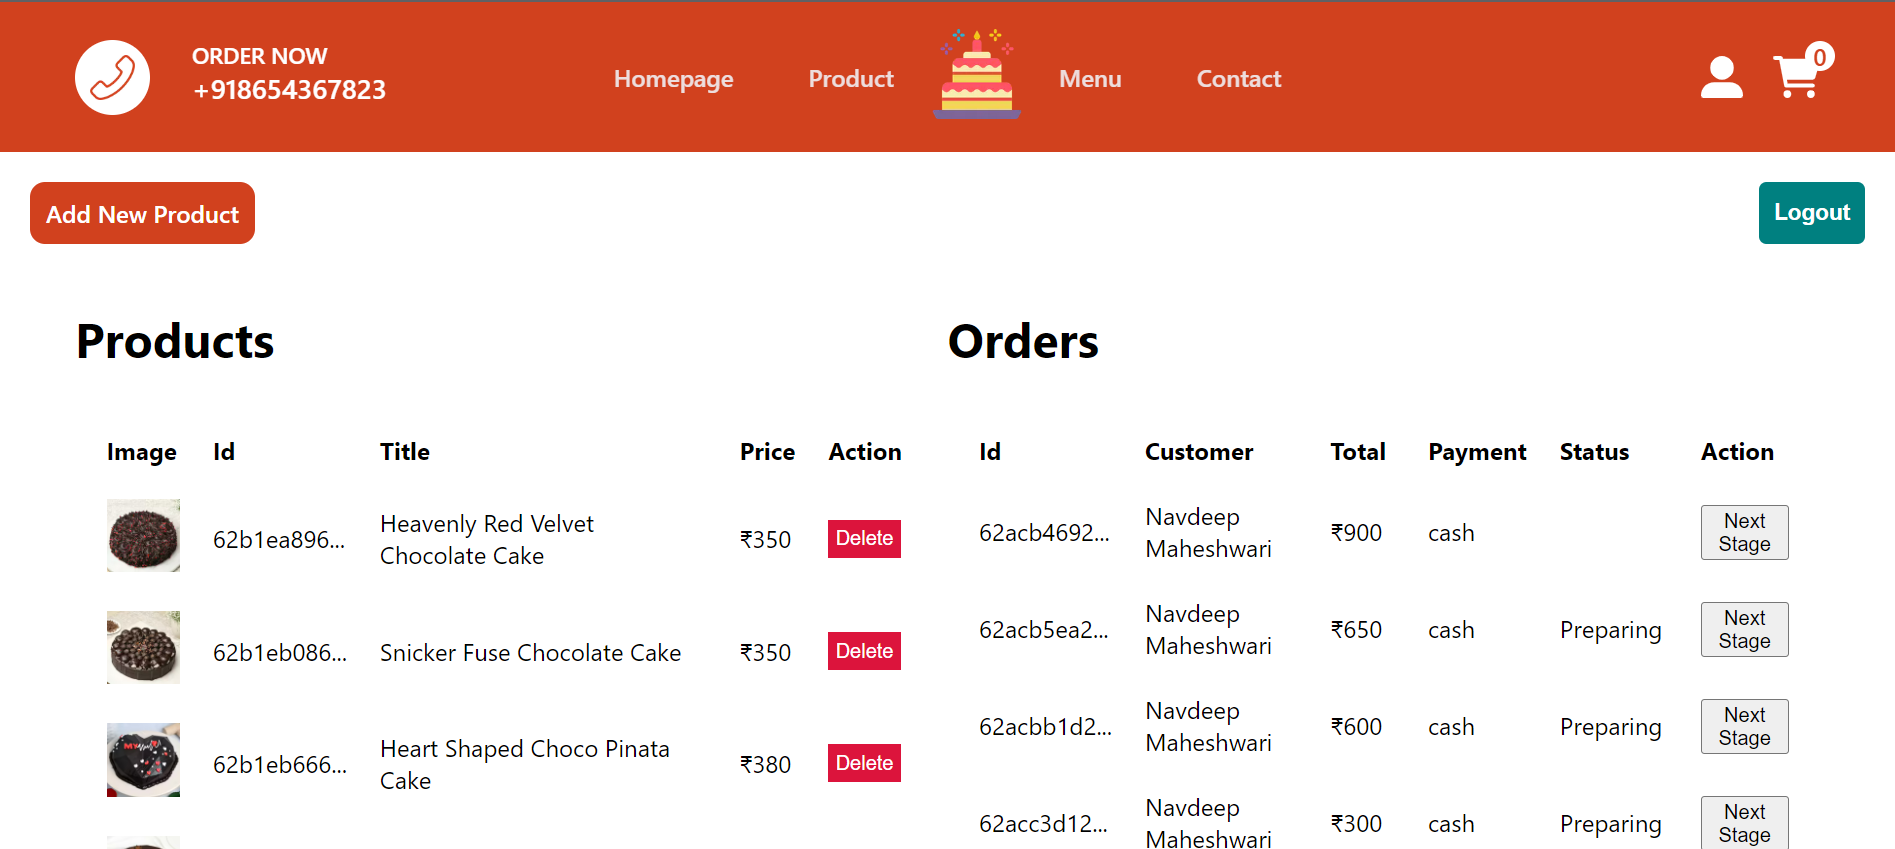 ORDER NOW
+918654367823
Homepage
Product
Menu
Contact
0
Add New Product
Logout
Products
Image Id Title Price Action
62b1ea896... Heavenly Red Velvet Chocolate Cake ₹350 Delete
62b1eb086... Snicker Fuse Chocolate Cake ₹350 Delete
62b1eb666... Heart Shaped Choco Pinata Cake ₹380 Delete
Orders
Id Customer Total Payment Status Action
62acb4692... Navdeep Maheshwari ₹900 cash Next Stage
62acb5ea2... Navdeep Maheshwari ₹650 cash Preparing Next Stage
62acbb1d2... Navdeep Maheshwari ₹600 cash Preparing Next Stage
62acc3d12... Navdeep Maheshwari ₹300 cash Preparing Next Stage